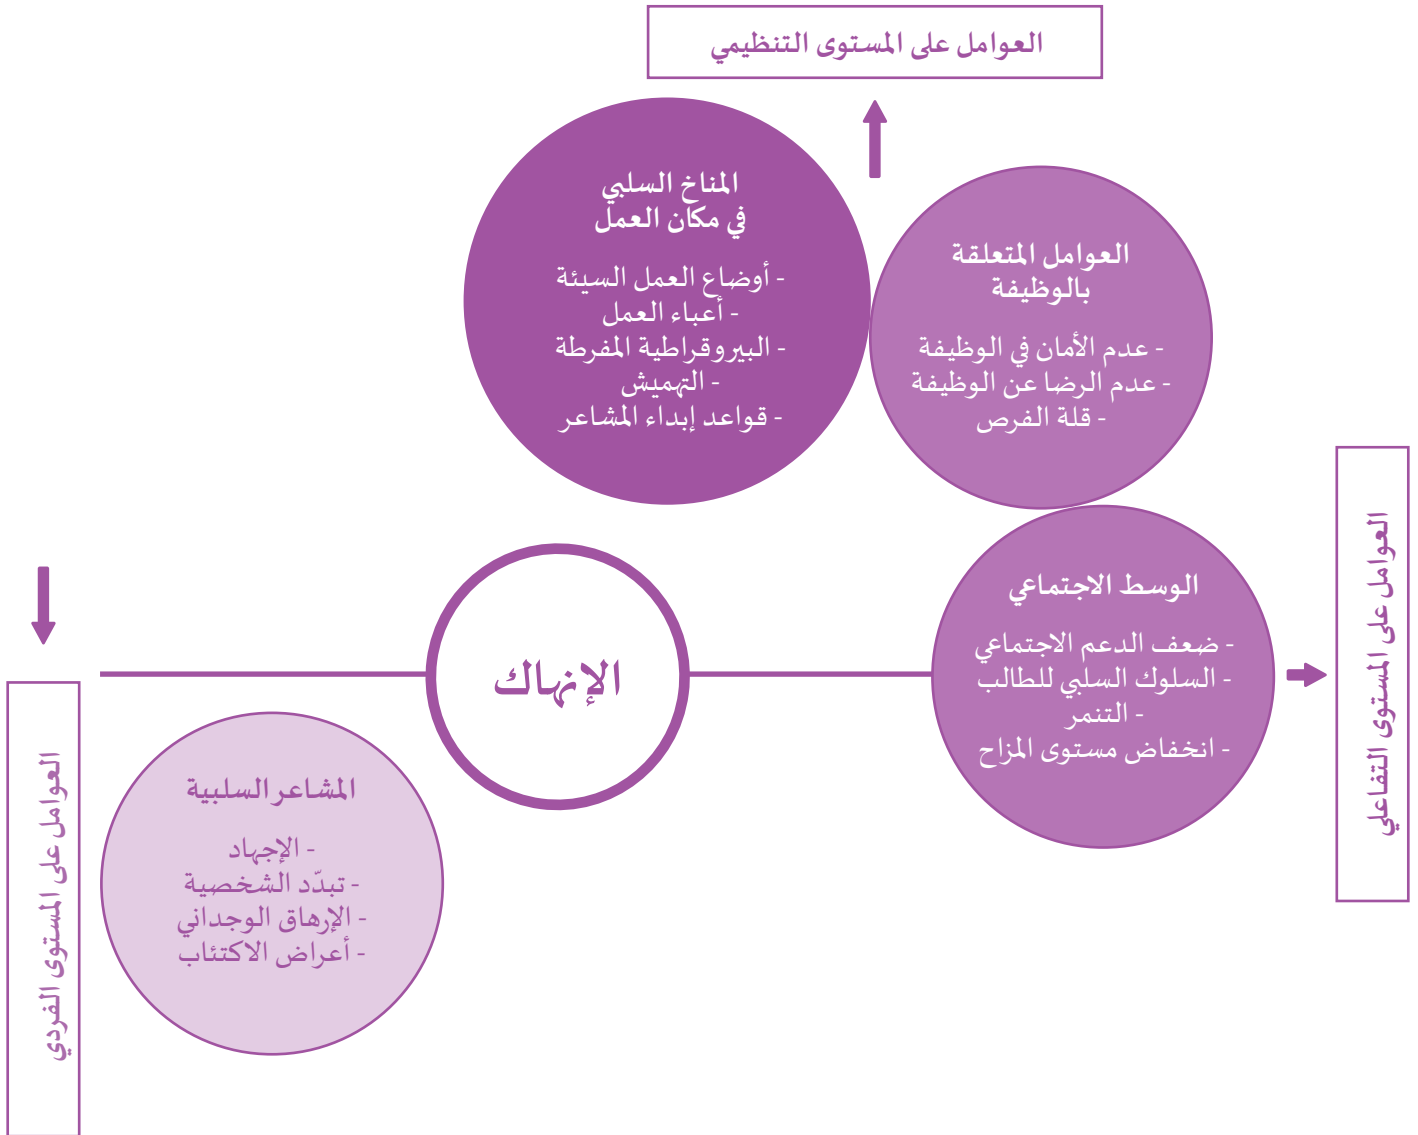 العوامل على المستوى التنظيمي
المناخ السلبي
في مكان العمل
- أوضاع العمل السيئة
- أعباء العمل
- البيروقراطية المفرطة
- التهميش
- قواعد إبداء المشاعر
العوامل المتعلقة
بالوظيفة
- عدم الأمان في الوظيفة
- عدم الرضا عن الوظيفة
- قلة الفرص
العوامل على المستوى التفاعلي
الوسط الاجتماعي
- ضعف الدعم الاجتماعي
- السلوك السلبي للطالب
- التنمر
- انخفاض مستوى المزاح
الإنهاك
المشاعر السلبية
- الإجهاد
- تبدّد الشخصية
- الإرهاق الوجداني
- أعراض الاكتئاب
العوامل على المستوى الفردي